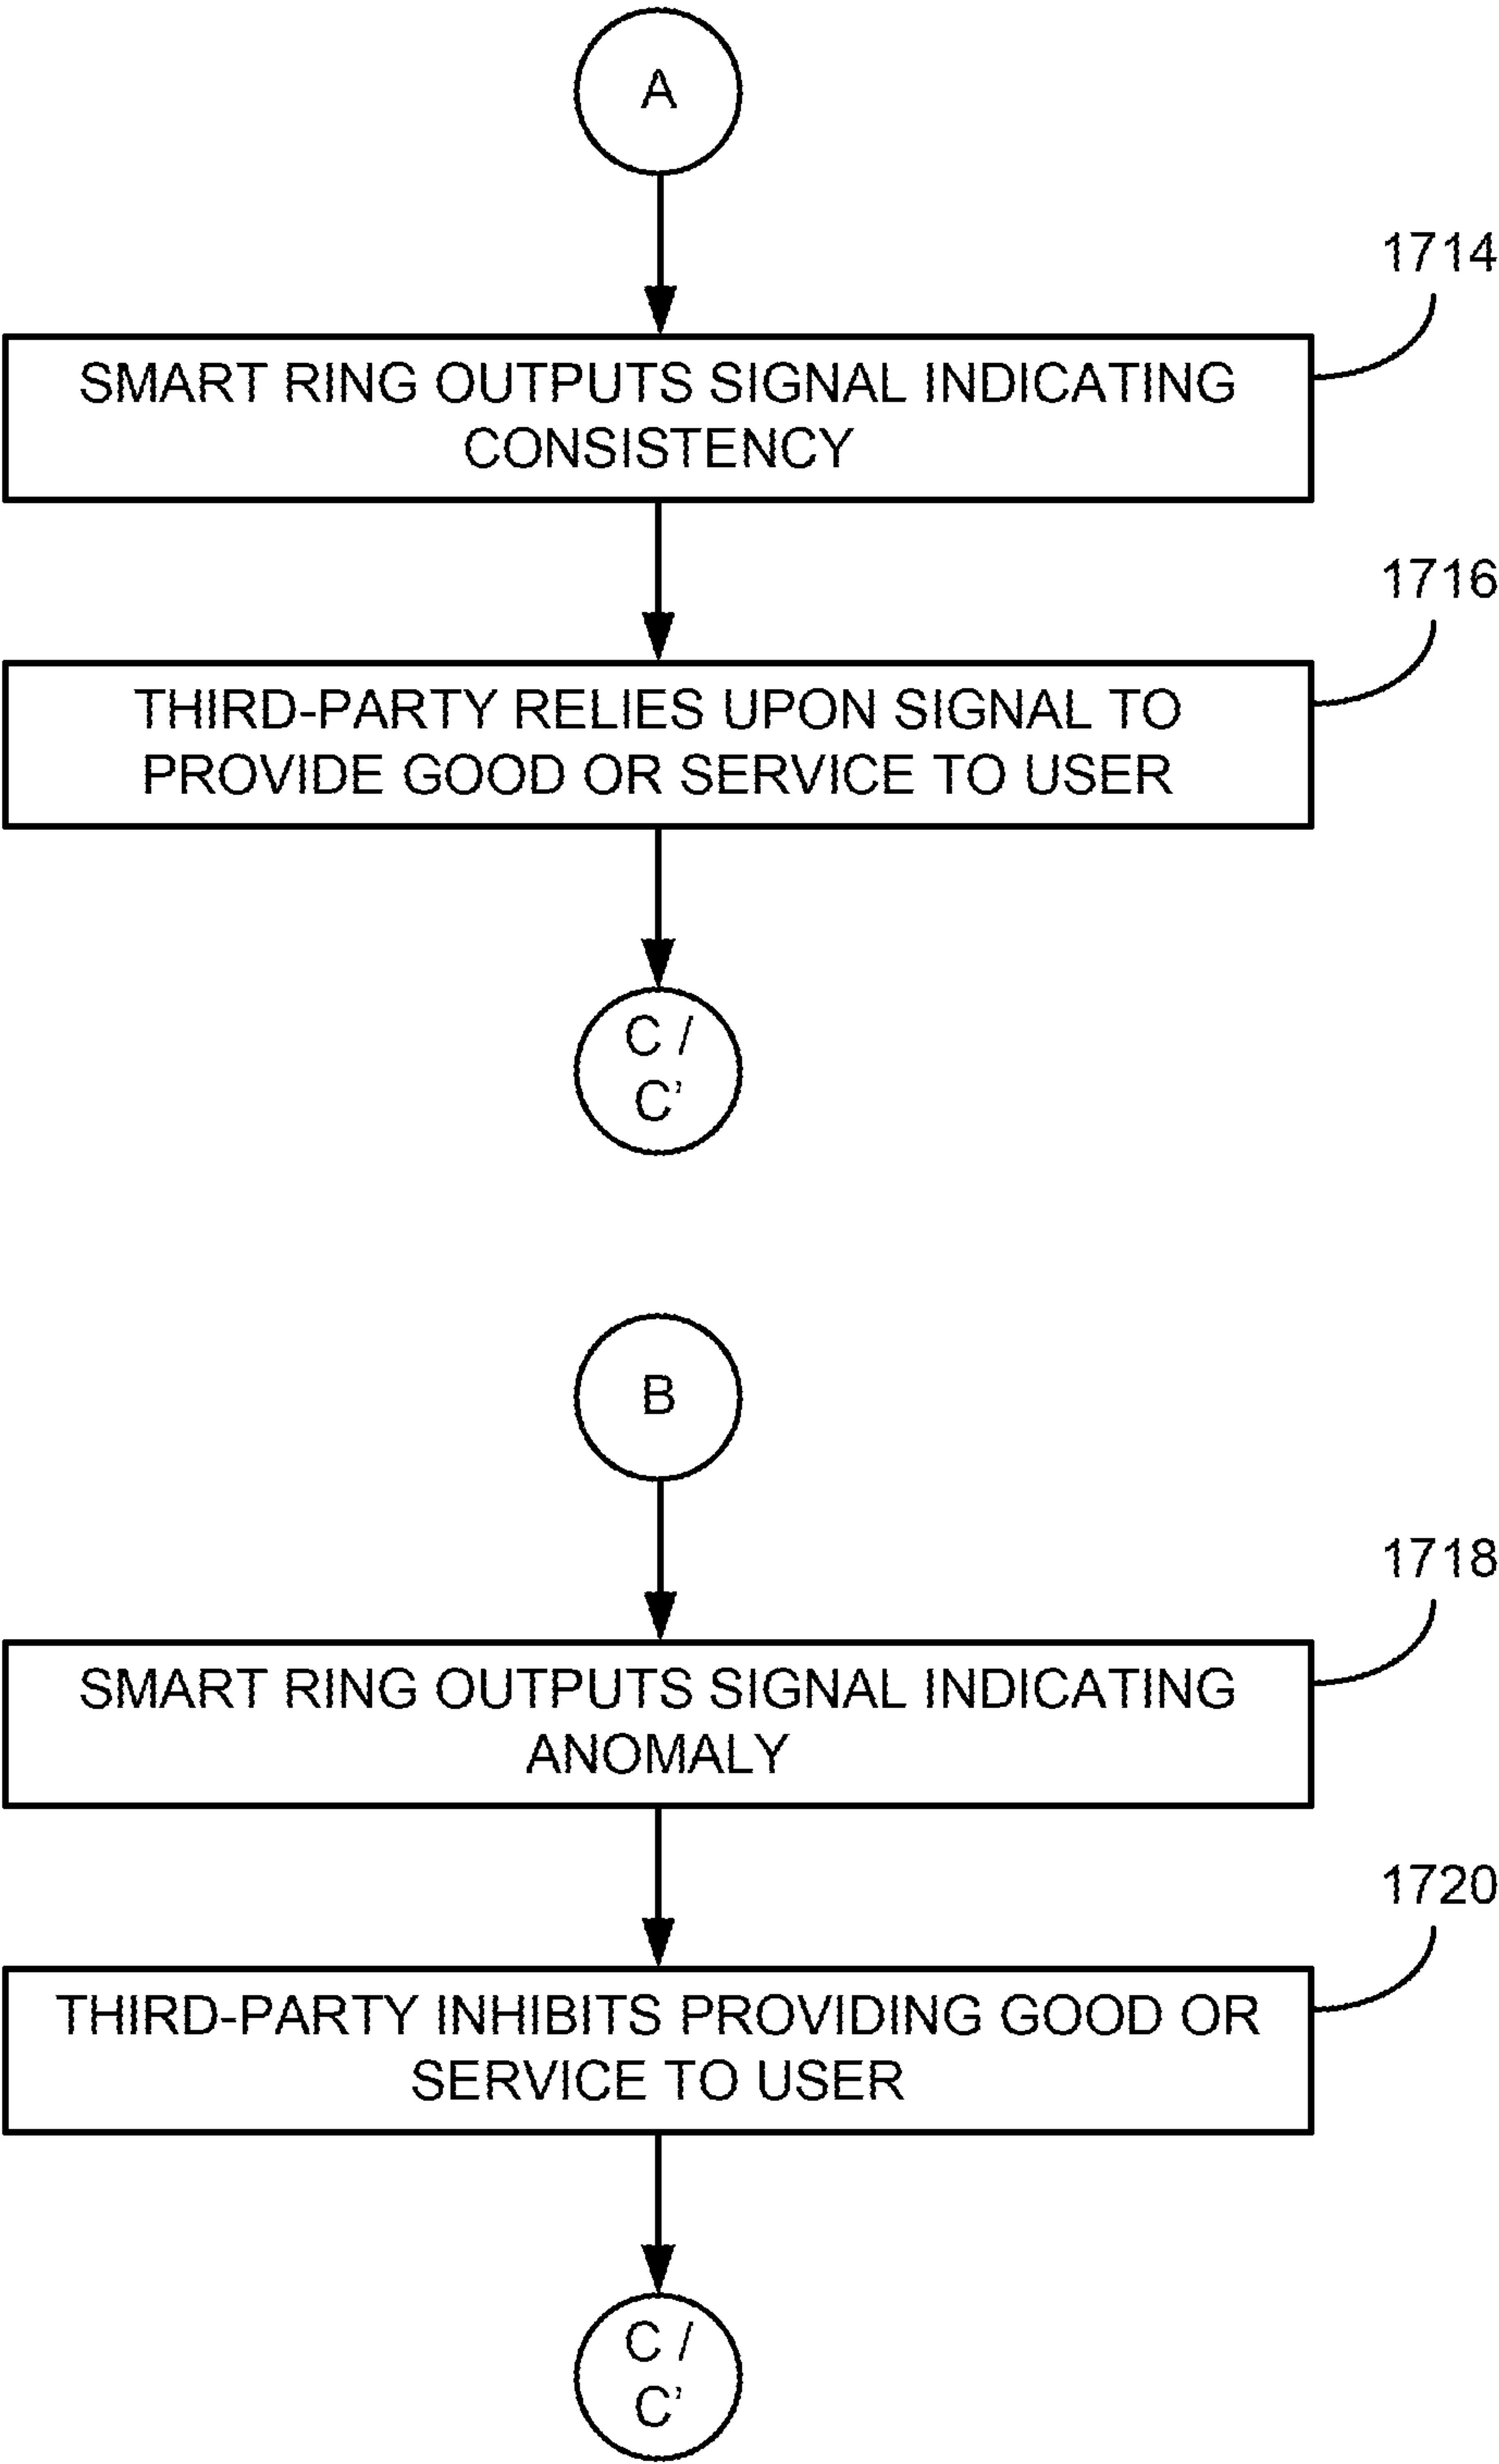 A
1714
SMART RING OUTPUTS SIGNAL INDICATING
CONSISTENCY
1716
THIRD-PARTY RELIES UPON SIGNAL TO
PROVIDE GOOD OR SERVICE TO USER
C /
C’
B
1718
SMART RING OUTPUTS SIGNAL INDICATING
ANOMALY
1720
THIRD-PARTY INHIBITS PROVIDING GOOD OR
SERVICE TO USER
C /
C’